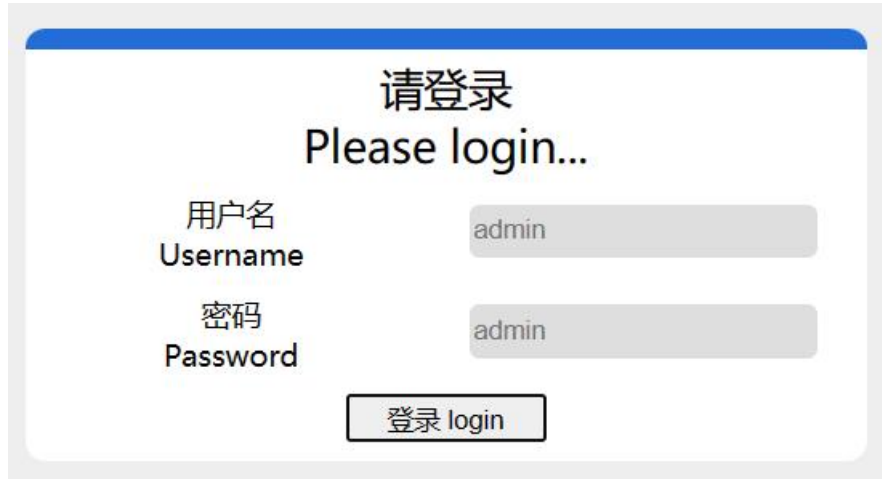 请登录
Please login...
用户名
Username
admin
密码
Password
admin
登录 login